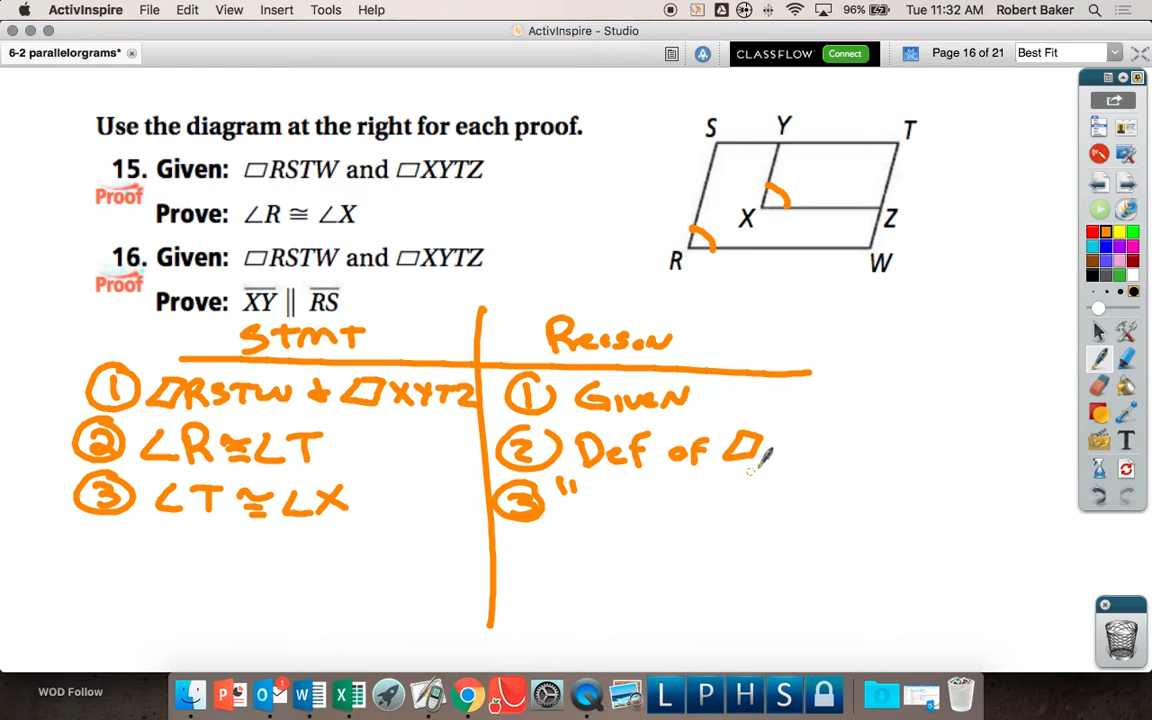 ActivInspire File Edit View Insert Tools Help 96% Tue 11:32 AM Robert Baker
ActivInspire - Studio
6-2 parallelorgrams* CLASSFLOW Connect Page 16 of 21 Best Fit
Use the diagram at the right for each proof.
15. Given: ▱RSTW and ▱XYTZ
Proof
Prove: ∠R ≅ ∠X
16. Given: ▱RSTW and ▱XYTZ
Proof
Prove: X̅Y̅ ∥ R̅S̅
S Y T
X Z
R W
Stmt Reason
① ▱RSTW + ▱XYTZ ① Given
② ∠R ≅ ∠T ② Def of ▱
③ ∠T ≅ ∠X ③ "
T
1
P O W X L P H S
WOD Follow